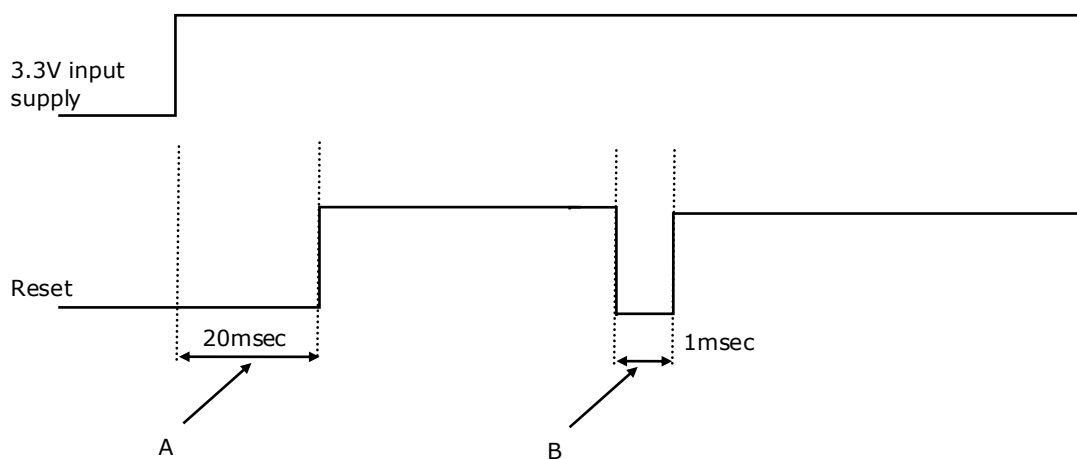 3.3V input
supply
Reset
20msec
1msec
A
B